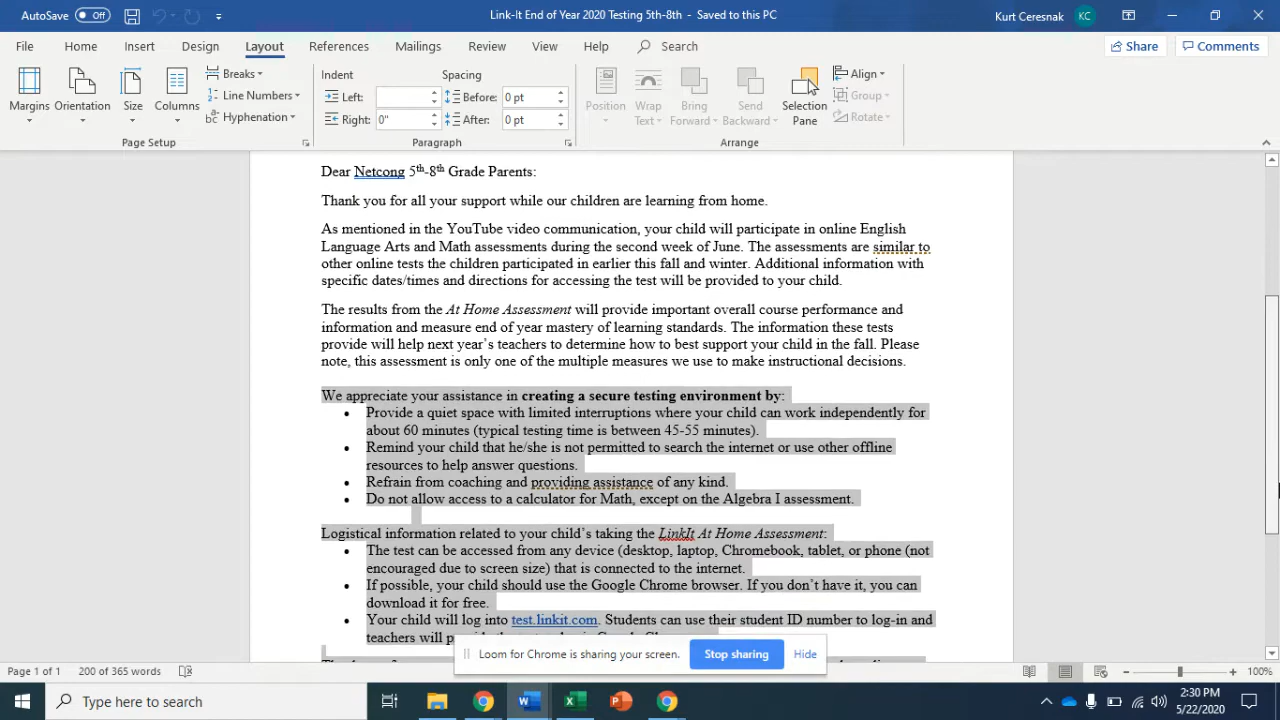 AutoSave Off
Link-It End of Year 2020 Testing 5th-8th - Saved to this PC
Kurt Ceresnak KC
File Home Insert Design Layout References Mailings Review View Help Search Share Comments
Margins Orientation Size Columns Breaks Line Numbers Hyphenation
Page Setup
Indent Spacing
Left: Before: 0 pt
Right: 0" After: 0 pt
Paragraph
Position Wrap Text Bring Forward Send Backward Selection Pane Align Group Rotate
Arrange
Dear Netcong 5th-8th Grade Parents:
Thank you for all your support while our children are learning from home.
As mentioned in the YouTube video communication, your child will participate in online English
Language Arts and Math assessments during the second week of June. The assessments are similar to
other online tests the children participated in earlier this fall and winter. Additional information with
specific dates/times and directions for accessing the test will be provided to your child.
The results from the At Home Assessment will provide important overall course performance and
information and measure end of year mastery of learning standards. The information these tests
provide will help next year's teachers to determine how to best support your child in the fall. Please
note, this assessment is only one of the multiple measures we use to make instructional decisions.
We appreciate your assistance in creating a secure testing environment by:
• Provide a quiet space with limited interruptions where your child can work independently for
about 60 minutes (typical testing time is between 45-55 minutes).
• Remind your child that he/she is not permitted to search the internet or use other offline
resources to help answer questions.
• Refrain from coaching and providing assistance of any kind.
• Do not allow access to a calculator for Math, except on the Algebra I assessment.
Logistical information related to your child's taking the LinkIt At Home Assessment:
• The test can be accessed from any device (desktop, laptop, Chromebook, tablet, or phone (not
encouraged due to screen size) that is connected to the internet.
• If possible, your child should use the Google Chrome browser. If you don't have it, you can
download it for free.
• Your child will log into test.linkit.com. Students can use their student ID number to log-in and
teachers will
Loom for Chrome is sharing your screen. Stop sharing Hide
Page 1 of 1 200 of 365 words 100%
Type here to search
2:30 PM
5/22/2020